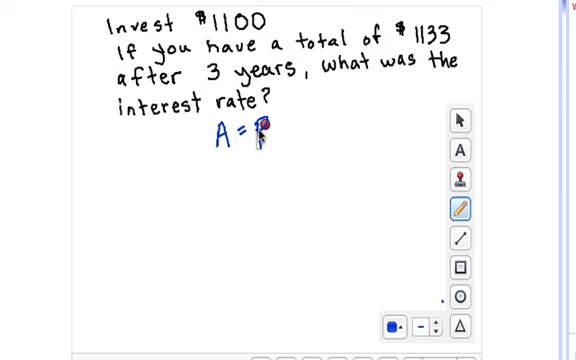 Invest $1100
If you have a total of $1133
after 3 years, what was the
interest rate?
A = P
A